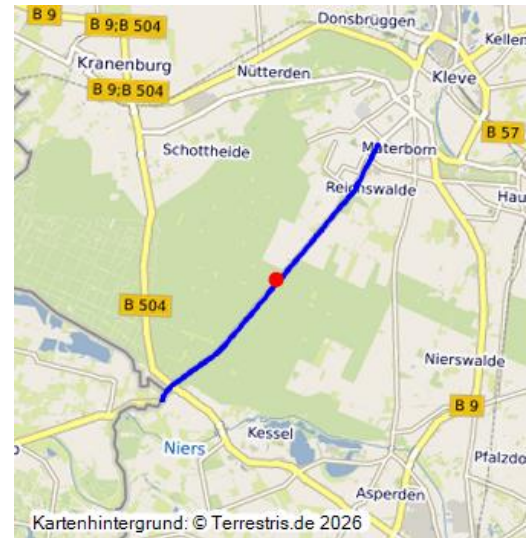 B 9
B 9;B 504
Donsbrüggen
Kellen
Kranenburg
Nütterden
Kleve
B 9;B 504
B 57
Schottheide
Materborn
Reichswalde
Hau
B 504
Nierswalde
B 9
Niers
Kessel
Pfalzdo
Asperden
Kartenhintergrund: © Terrestris.de 2026